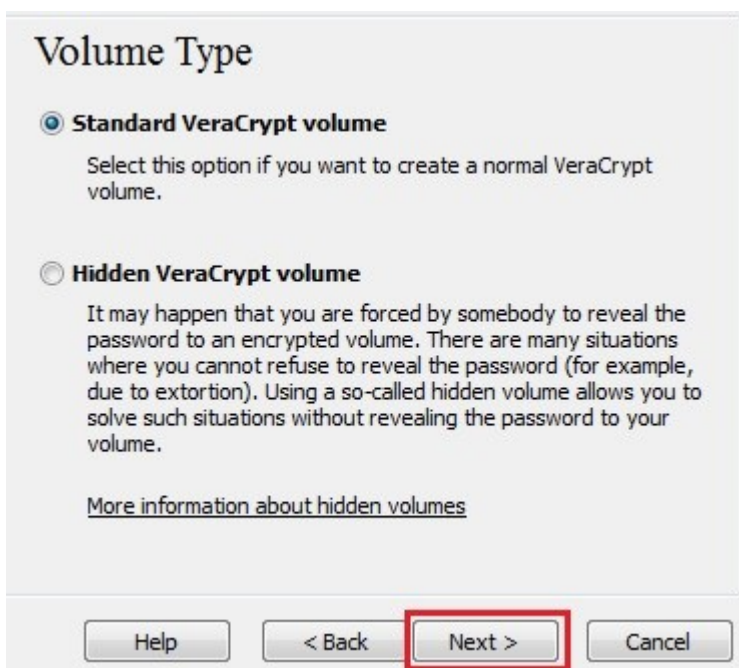 Volume Type
Standard VeraCrypt volume
Select this option if you want to create a normal VeraCrypt
volume.
Hidden VeraCrypt volume
It may happen that you are forced by somebody to reveal the
password to an encrypted volume. There are many situations
where you cannot refuse to reveal the password (for example,
due to extortion). Using a so-called hidden volume allows you to
solve such situations without revealing the password to your
volume.
More information about hidden volumes
Help < Back Next > Cancel